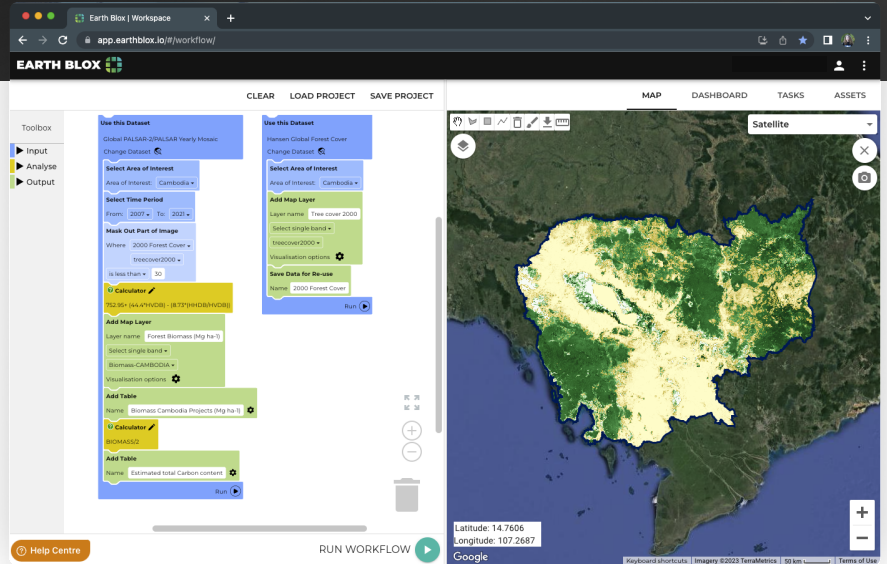 Earth Blox | Workspace
app.earthblox.io/#/workflow/
EARTH BLOX
CLEAR LOAD PROJECT SAVE PROJECT
MAP DASHBOARD TASKS ASSETS
Toolbox
Input
Analyse
Output
Use this Dataset
Global PALSAR-2/PALSAR Yearly Mosaic
Change Dataset
Select Area of Interest
Area of Interest: Cambodia
Select Time Period
From: 2007 To: 2021
Mask Out Part of Image
Where 2000 Forest Cover
treecover2000
is less than 30
Calculator
752.95+ (44.4*HVDB) - (8.73*(HHDB/HVDB))
Add Map Layer
Layer name Forest Biomass (Mg ha-1)
Select single band
Biomass-CAMBODIA
Visualisation options
Add Table
Name Biomass Cambodia Projects (Mg ha-1)
Calculator
BIOMASS/2
Add Table
Name Estimated total Carbon content
Run
Use this Dataset
Hansen Global Forest Cover
Change Dataset
Select Area of Interest
Area of Interest: Cambodia
Add Map Layer
Layer name Tree cover 2000
Select single band
treecover2000
Visualisation options
Save Data for Re-use
Name 2000 Forest Cover
Run
Satellite
Latitude: 14.7606
Longitude: 107.2687
Google
Keyboard shortcuts Imagery ©2023 TerraMetrics 50 km Terms of Use
Help Centre
RUN WORKFLOW